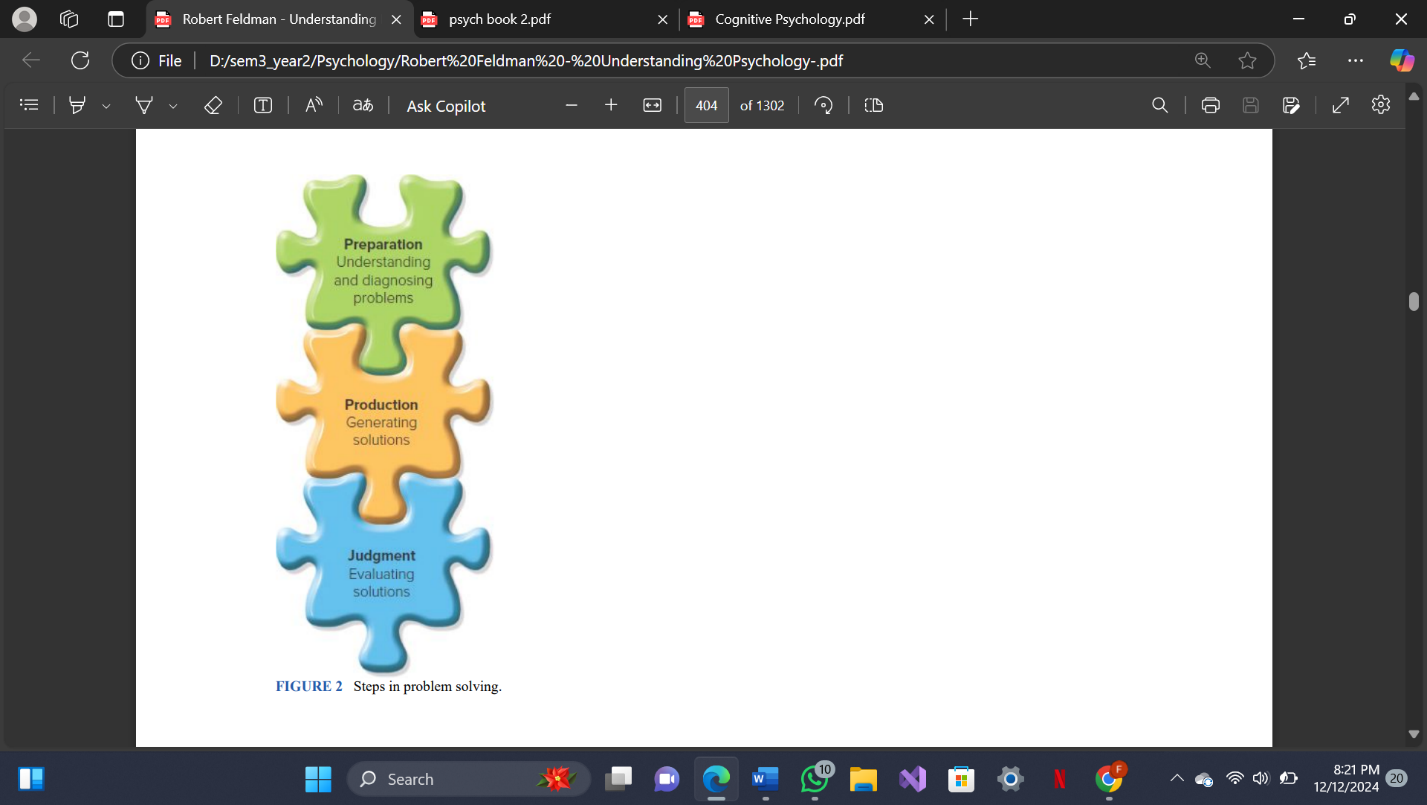 Robert Feldman - Understanding
psych book 2.pdf
Cognitive Psychology.pdf
File
D:/sem3_year2/Psychology/Robert%20Feldman%20-%20Understanding%20Psychology-.pdf
Ask Copilot
404 of 1302
Preparation
Understanding
and diagnosing
problems
Production
Generating
solutions
Judgment
Evaluating
solutions
FIGURE 2 Steps in problem solving.
Search
10
F
8:21 PM
12/12/2024
20